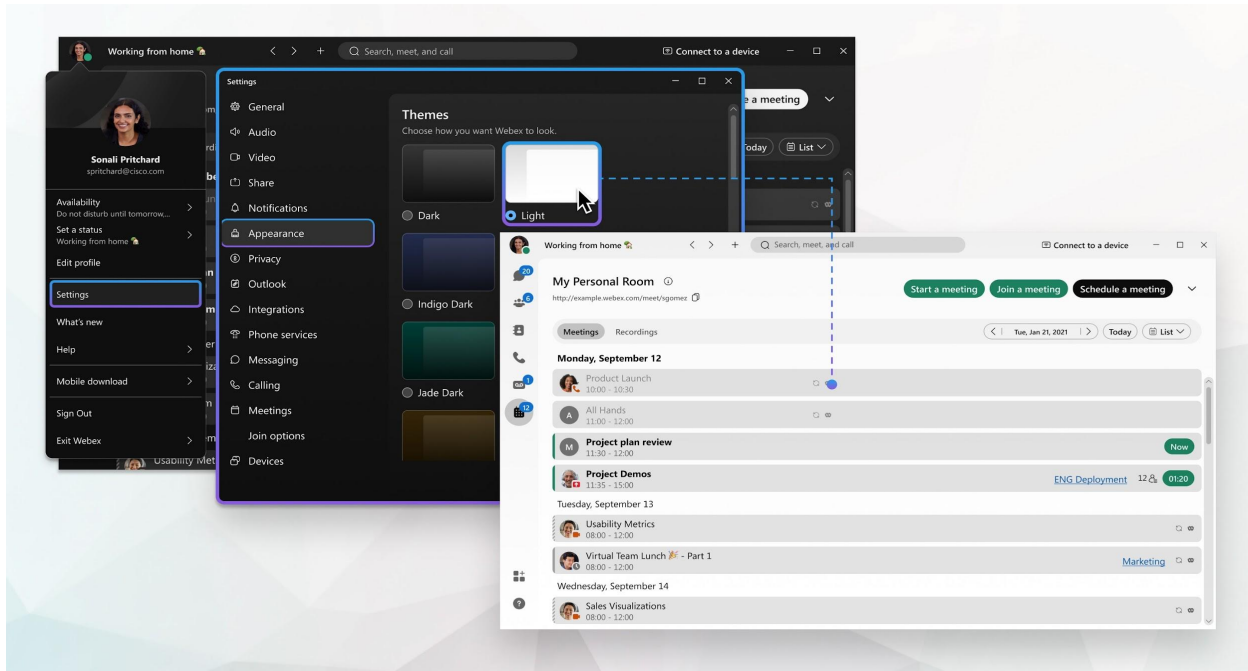 Working from home
Search, meet, and call
Connect to a device
Sonali Pritchard
spritchard@cisco.com
Availability
Do not disturb until tomorrow,...
Set a status
Working from home
Edit profile
Settings
What's new
Help
Mobile download
Sign Out
Exit Webex
Usability Met
e a meeting
Today
List
Settings
General
Audio
Video
Share
Notifications
Appearance
Privacy
Outlook
Integrations
Phone services
Messaging
Calling
Meetings
Join options
Devices
Themes
Choose how you want Webex to look.
Dark
Light
Indigo Dark
Jade Dark
Working from home
Search, meet, and call
Connect to a device
20
6
1
12
My Personal Room
http://example.webex.com/meet/sgomez
Start a meeting
Join a meeting
Schedule a meeting
Meetings
Recordings
Tue, Jan 21, 2021
Today
List
Monday, September 12
Product Launch
10:00 - 10:30
A
All Hands
11:00 - 12:00
M
Project plan review
11:30 - 12:00
Now
Project Demos
11:35 - 15:00
ENG Deployment
12
01:20
Tuesday, September 13
Usability Metrics
08:00 - 12:00
Virtual Team Lunch 🎉 - Part 1
08:00 - 12:00
Marketing
Wednesday, September 14
Sales Visualizations
08:00 - 12:00